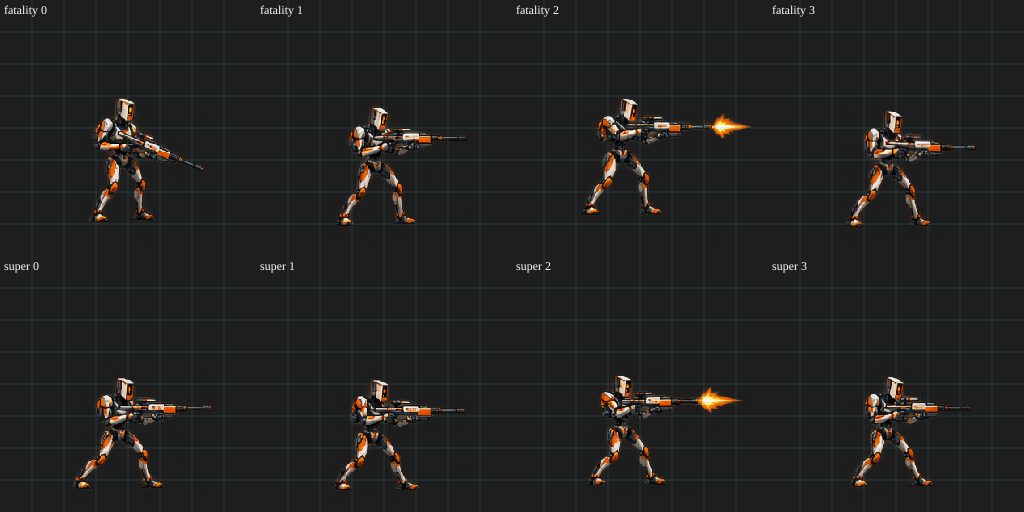 fatality 0
fatality 1
fatality 2
fatality 3
super 0
super 1
super 2
super 3